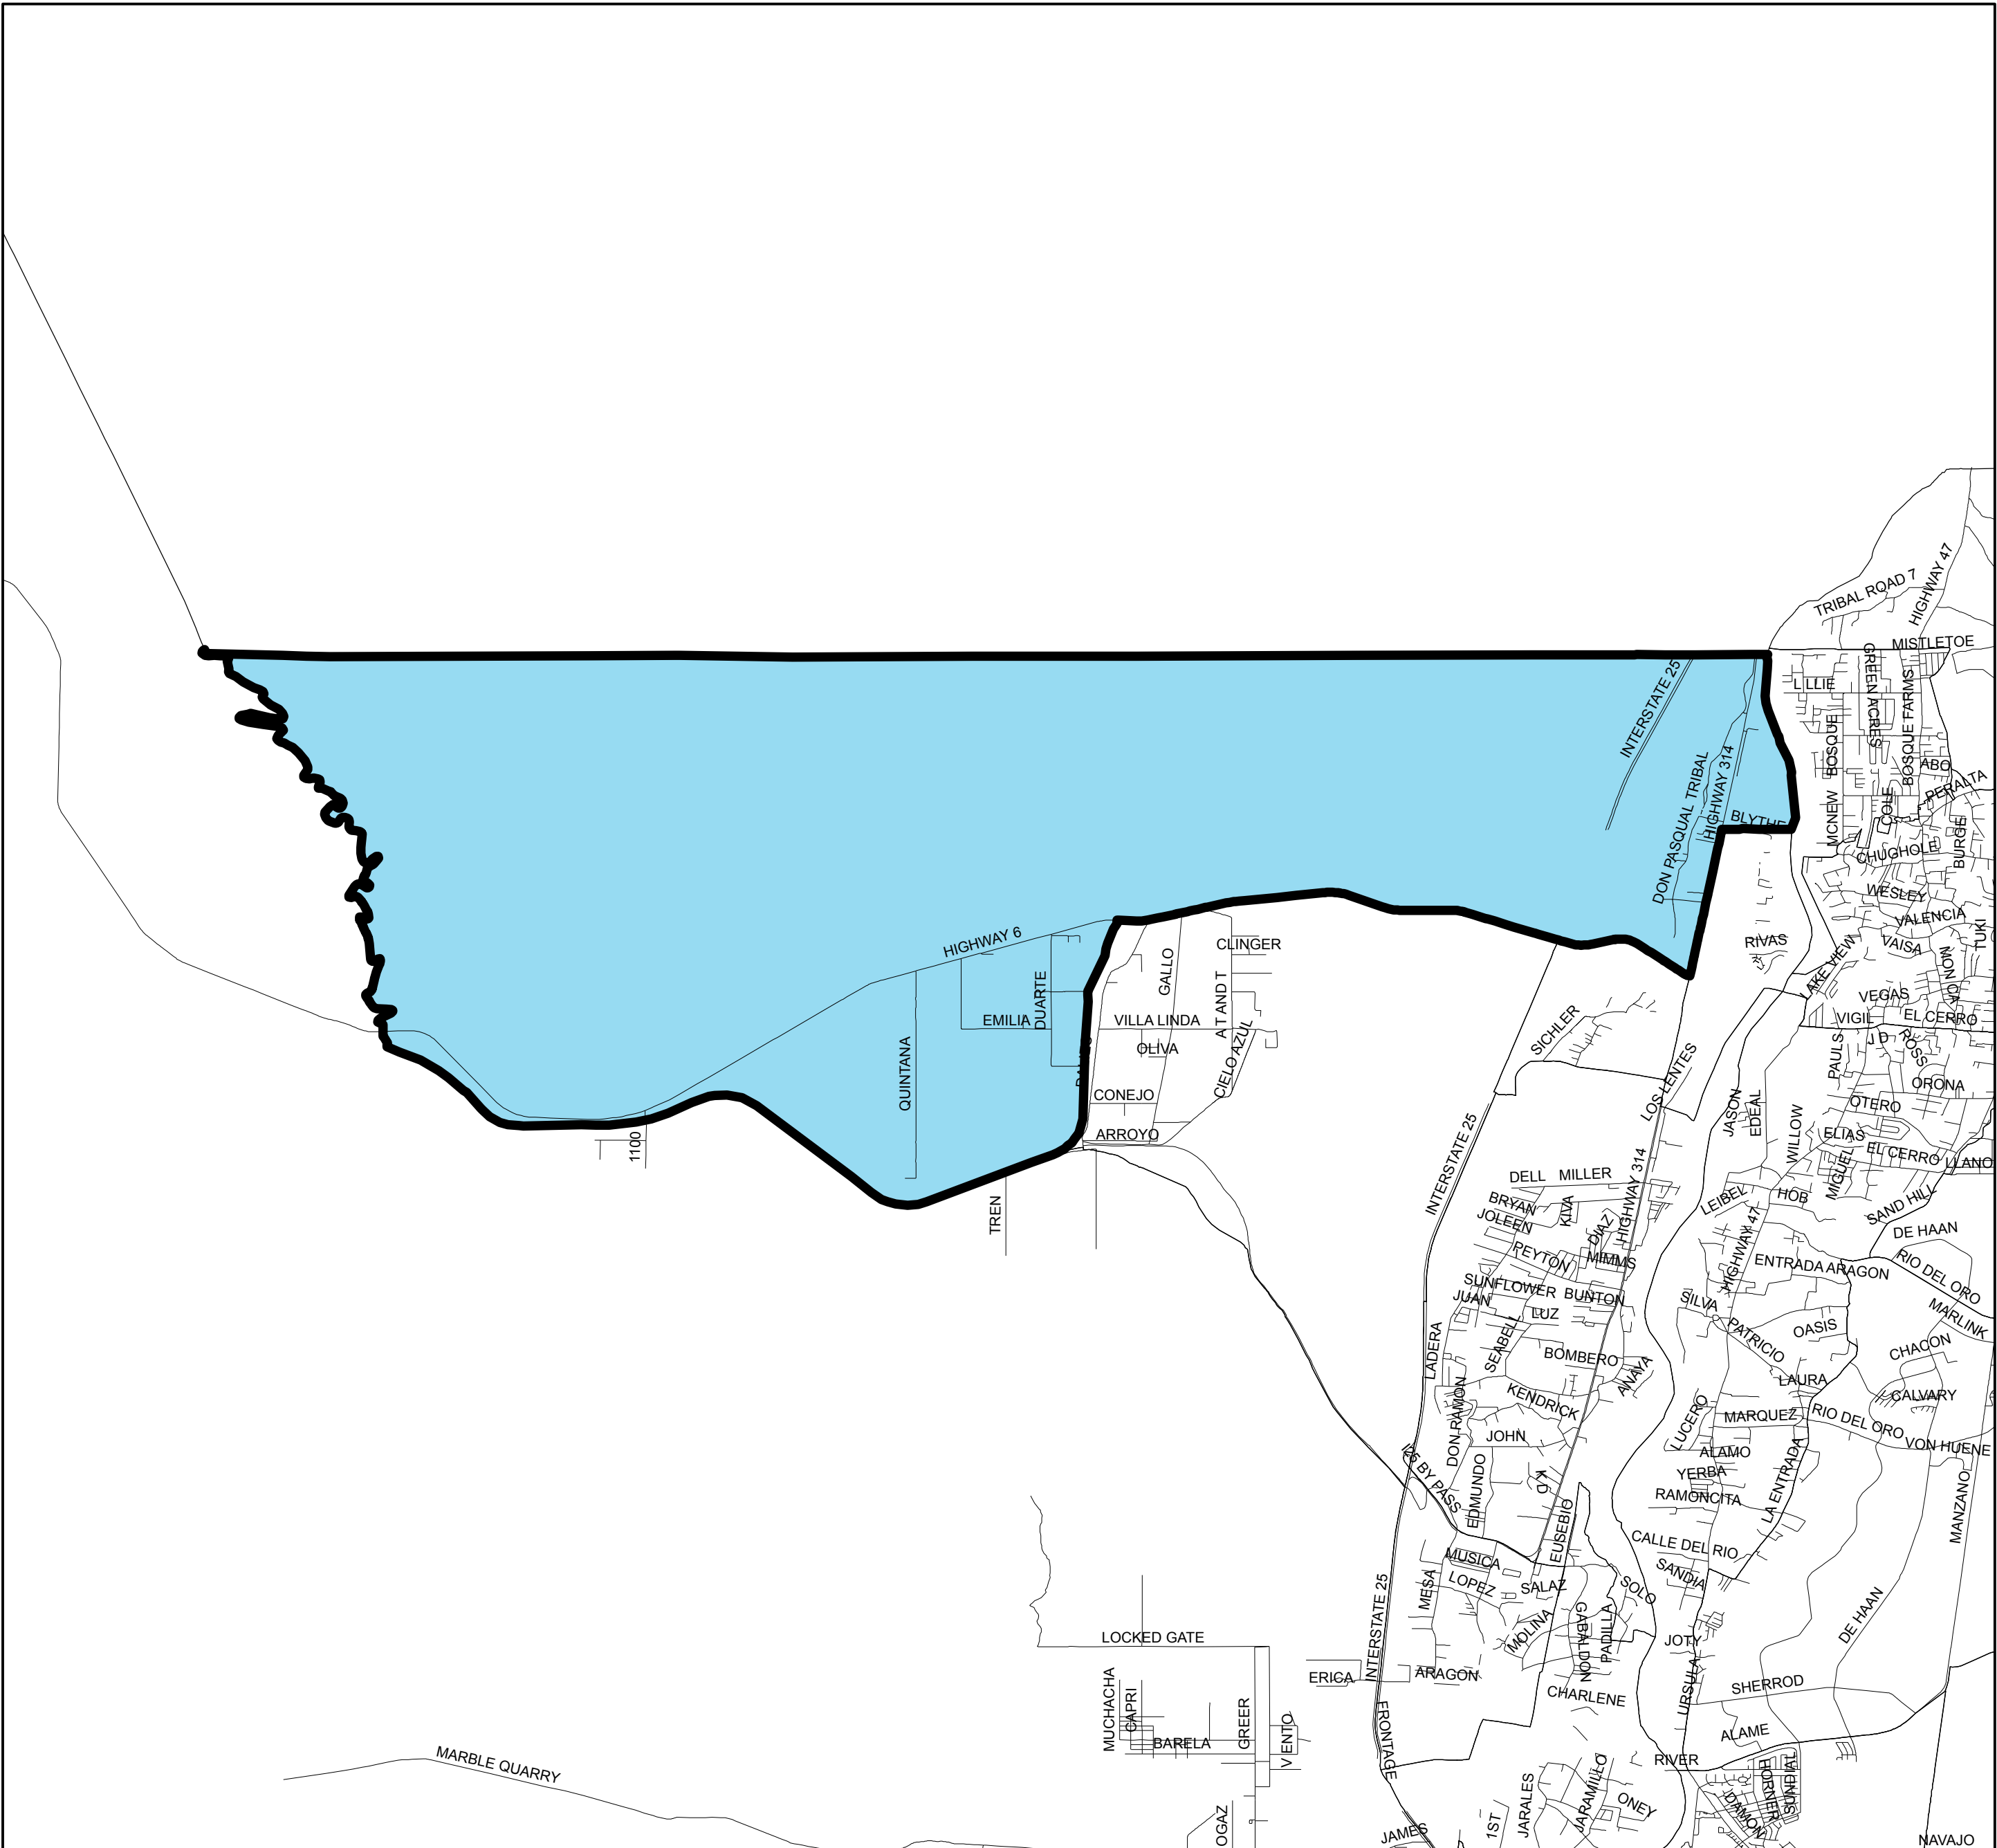 TRIBAL ROAD 7
HIGHWAY 47
MISTLETOE
GREEN ACRES
LILLIE
BOSQUE FARMS
INTERSTATE 25
BOSQUE
ABO
PERALTA
DON PASQUAL TRIBAL
HIGHWAY 314
MCNEW
COLE
BLYTHE
BURGE
CHUGHOLE
WESLEY
VALENCIA
TUKI
HIGHWAY 6
CLINGER
RIVAS
VAISA
MONICA
LAKE VIEW
GALLO
DUARTE
A T AND T
VEGAS
EMILIA
VILLA LINDA
VIGIL
EL CERRO
SICHLER
OLIVA
CIELO AZUL
PAULS
J D
ROSS
QUINTANA
LOS LENTES
CONEJO
JASON
EDEAL
ORONA
OTERO
1100
ARROYO
WILLOW
ELIAS
EL CERRO
LLANO
INTERSTATE 25
DELL
MILLER
HIGHWAY 314
MIGUEL
TREN
BRYAN
KIVA
LEIBEL
HOB
SAND HILL
JOLEEN
DIAZ
DE HAAN
PEYTON
MIMMS
HIGHWAY 47
ENTRADA ARAGON
RIO DEL ORO
SUNFLOWER
BUNTON
JUAN
LUZ
SILVA
MARLINK
LADERA
SEABELL
PATRICIO
OASIS
CHACON
BOMBERO
ANAYA
LAURA
CALVARY
DON RAMON
KENDRICK
LUCERO
MARQUEZ
RIO DEL ORO
JOHN
ALAMO
VON HUENE
I25 BY PASS
EDMUNDO
K D
YERBA
RAMONCITA
LA ENTRADA
MANZANO
EUSEBIO
CALLE DEL RIO
MUSICA
SANDIA
MESA
LOPEZ
SALAZ
SOLO
DE HAAN
INTERSTATE 25
MOLINA
GABALDON
PADILLA
LOCKED GATE
JOTY
ERICA
ARAGON
URSULA
SHERROD
MUCHACHA
CAPRI
GREER
VIENTO
CHARLENE
FRONTAGE
BARELA
ALAME
MARBLE QUARRY
RIVER
HORNER
SUNDIAL
JARALES
JARAMILLO
ONEY
DAMON
OGAZ
JAMES
1ST
NAVAJO